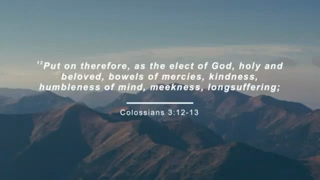 ¹²Put on therefore, as the elect of God, holy and
beloved, bowels of mercies, kindness,
humbleness of mind, meekness, longsuffering;
Colossians 3:12-13